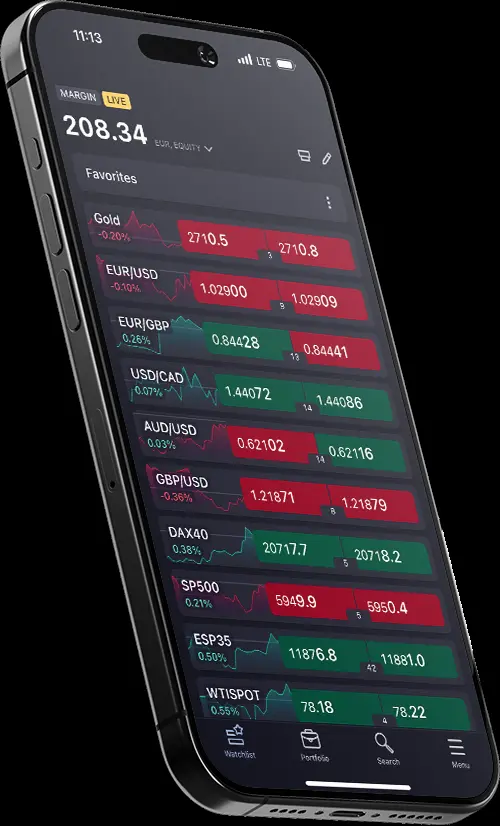 11:13 LTE
MARGIN LIVE
208.34 EUR, EQUITY
Favorites
Gold 2710.5 2710.8
-0.20% 3
EUR/USD 1.02900 1.02909
-0.10% 9
EUR/GBP 0.84428 0.84441
0.26% 13
USD/CAD 1.44072 1.44086
0.07% 14
AUD/USD 0.62102 0.62116
0.03% 14
GBP/USD 1.21871 1.21879
-0.36% 8
DAX40 20717.7 20718.2
0.38% 5
SP500 5949.9 5950.4
0.21% 5
ESP35 11876.8 11881.0
0.50% 42
WTISPOT 78.18 78.22
0.55% 4
Watchlist Portfolio Search Menu